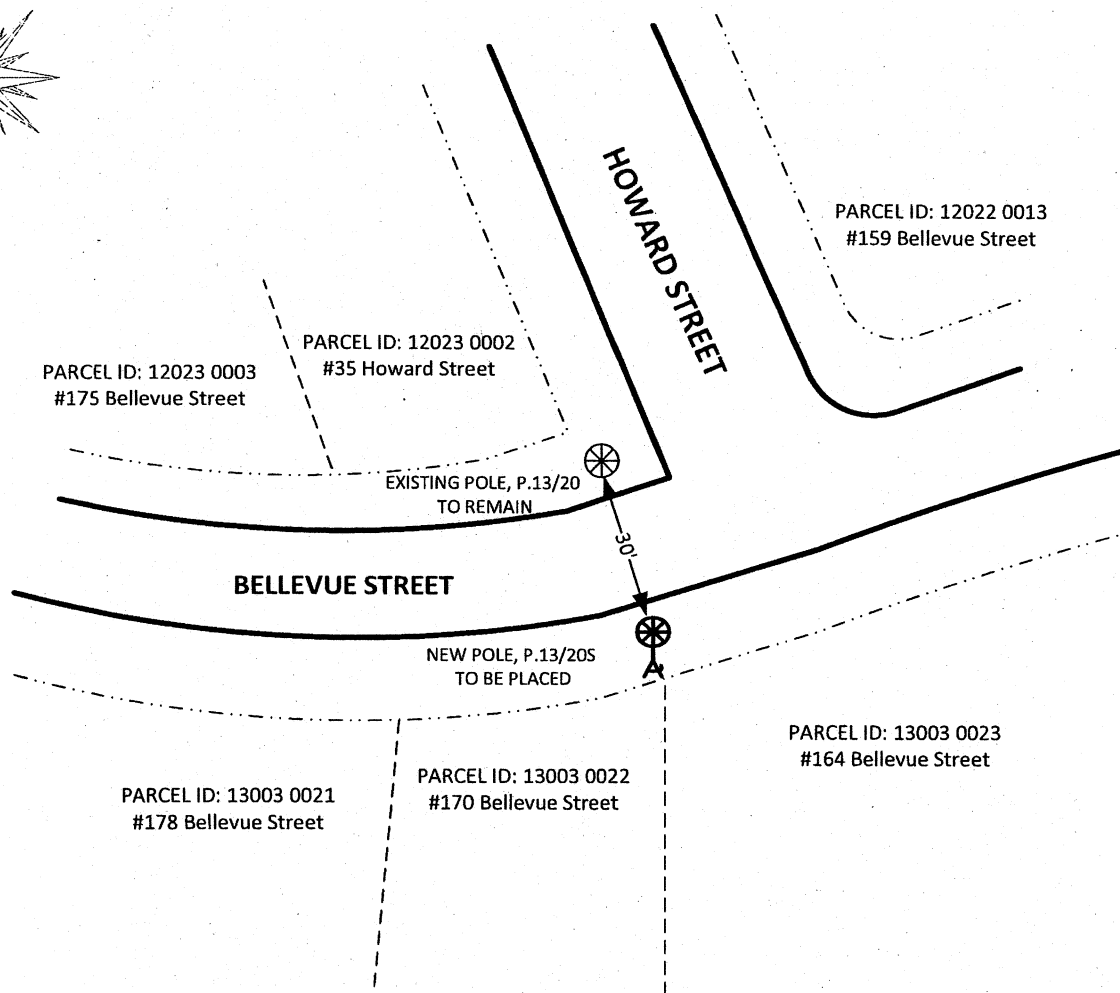 HOWARD STREET
PARCEL ID: 12022 0013
#159 Bellevue Street
PARCEL ID: 12023 0002
#35 Howard Street
PARCEL ID: 12023 0003
#175 Bellevue Street
EXISTING POLE, P.13/20
TO REMAIN
30'
BELLEVUE STREET
NEW POLE, P.13/20S
TO BE PLACED
PARCEL ID: 13003 0023
#164 Bellevue Street
PARCEL ID: 13003 0022
#170 Bellevue Street
PARCEL ID: 13003 0021
#178 Bellevue Street